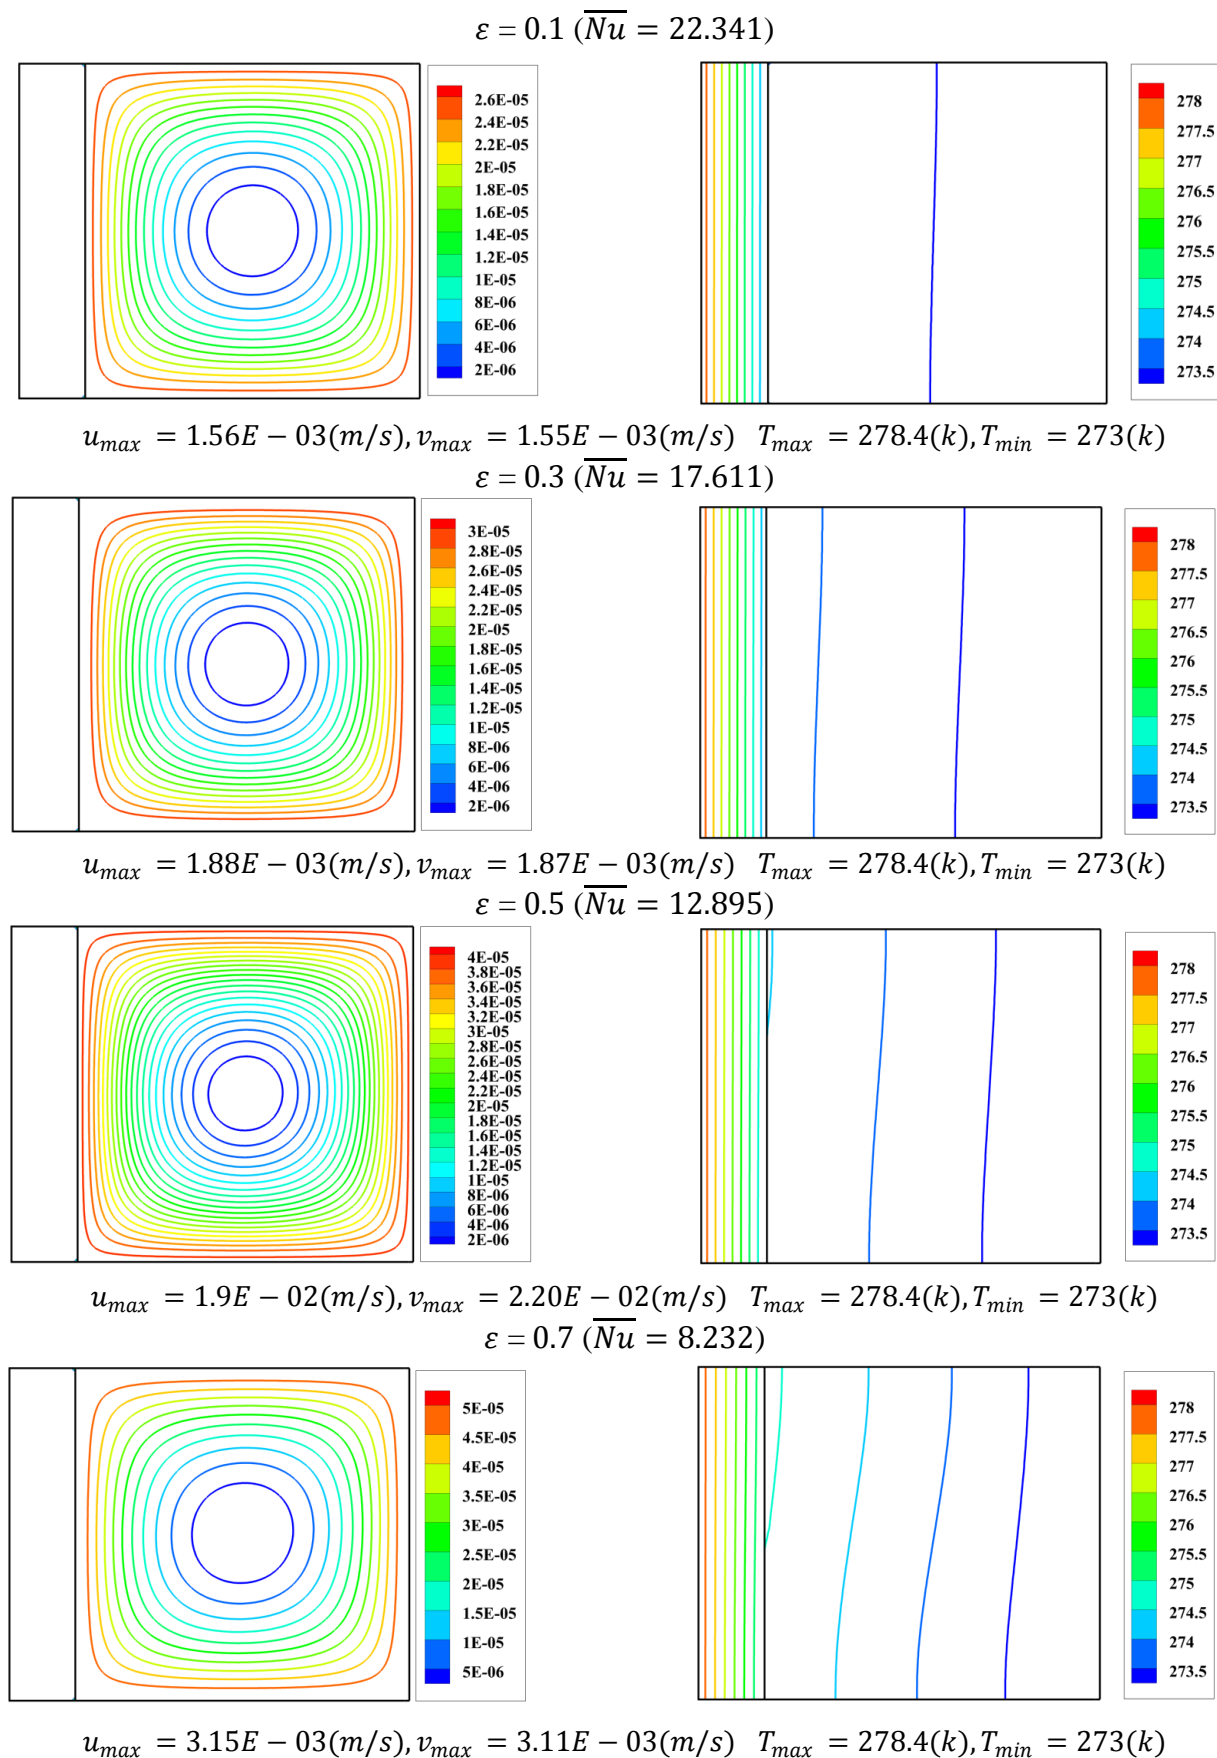 ε = 0.1 (N̅u̅ = 22.341)
2.6E-05
2.4E-05
2.2E-05
2E-05
1.8E-05
1.6E-05
1.4E-05
1.2E-05
1E-05
8E-06
6E-06
4E-06
2E-06
278
277.5
277
276.5
276
275.5
275
274.5
274
273.5
u_max = 1.56E − 03(m/s), v_max = 1.55E − 03(m/s) T_max = 278.4(k), T_min = 273(k)
ε = 0.3 (N̅u̅ = 17.611)
3E-05
2.8E-05
2.6E-05
2.4E-05
2.2E-05
2E-05
1.8E-05
1.6E-05
1.4E-05
1.2E-05
1E-05
8E-06
6E-06
4E-06
2E-06
278
277.5
277
276.5
276
275.5
275
274.5
274
273.5
u_max = 1.88E − 03(m/s), v_max = 1.87E − 03(m/s) T_max = 278.4(k), T_min = 273(k)
ε = 0.5 (N̅u̅ = 12.895)
4E-05
3.8E-05
3.6E-05
3.4E-05
3.2E-05
3E-05
2.8E-05
2.6E-05
2.4E-05
2.2E-05
2E-05
1.8E-05
1.6E-05
1.4E-05
1.2E-05
1E-05
8E-06
6E-06
4E-06
2E-06
278
277.5
277
276.5
276
275.5
275
274.5
274
273.5
u_max = 1.9E − 02(m/s), v_max = 2.20E − 02(m/s) T_max = 278.4(k), T_min = 273(k)
ε = 0.7 (N̅u̅ = 8.232)
5E-05
4.5E-05
4E-05
3.5E-05
3E-05
2.5E-05
2E-05
1.5E-05
1E-05
5E-06
278
277.5
277
276.5
276
275.5
275
274.5
274
273.5
u_max = 3.15E − 03(m/s), v_max = 3.11E − 03(m/s) T_max = 278.4(k), T_min = 273(k)